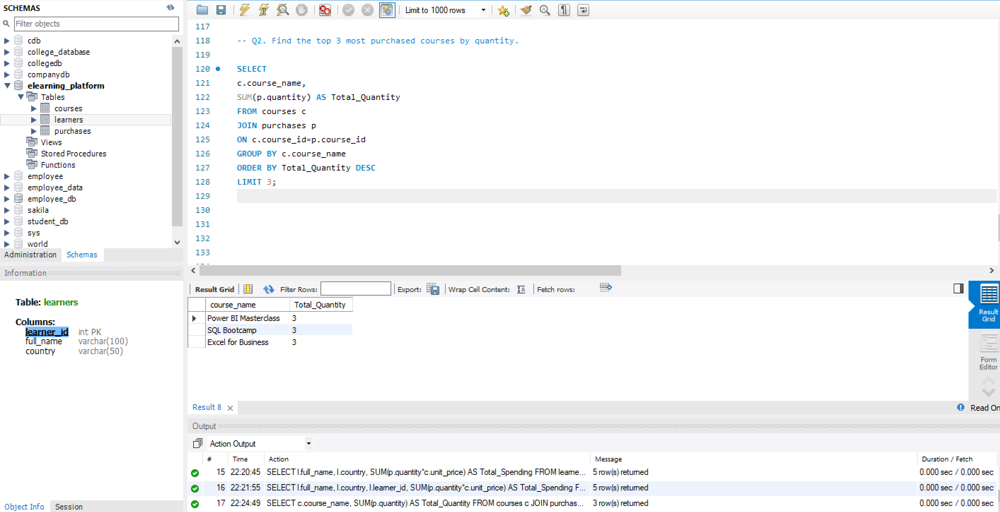 SCHEMAS
Filter objects
cdb
college_database
collegedb
companydb
elearning_platform
Tables
courses
learners
purchases
Views
Stored Procedures
Functions
employee
employee_data
employee_db
sakila
student_db
sys
world
Administration Schemas
Information
Table: learners
Columns:
learner_id int PK
full_name varchar(100)
country varchar(50)
Object Info Session
Limit to 1000 rows
117
118 -- Q2. Find the top 3 most purchased courses by quantity.
119
120 SELECT
121 c.course_name,
122 SUM(p.quantity) AS Total_Quantity
123 FROM courses c
124 JOIN purchases p
125 ON c.course_id=p.course_id
126 GROUP BY c.course_name
127 ORDER BY Total_Quantity DESC
128 LIMIT 3;
129
130
131
132
133
Result Grid Filter Rows: Export: Wrap Cell Content: Fetch rows:
course_name Total_Quantity
Power BI Masterclass 3
SQL Bootcamp 3
Excel for Business 3
Result
Grid
Form
Editor
Result 8 Read On
Output
Action Output
# Time Action Message Duration / Fetch
15 22:20:45 SELECT l.full_name, l.country, SUM(p.quantity*c.unit_price) AS Total_Spending FROM learne... 5 row(s) returned 0.000 sec / 0.000 sec
16 22:21:55 SELECT l.full_name, l.country, l.learner_id, SUM(p.quantity*c.unit_price) AS Total_Spending F... 5 row(s) returned 0.000 sec / 0.000 sec
17 22:24:49 SELECT c.course_name, SUM(p.quantity) AS Total_Quantity FROM courses c JOIN purchas... 3 row(s) returned 0.000 sec / 0.000 sec